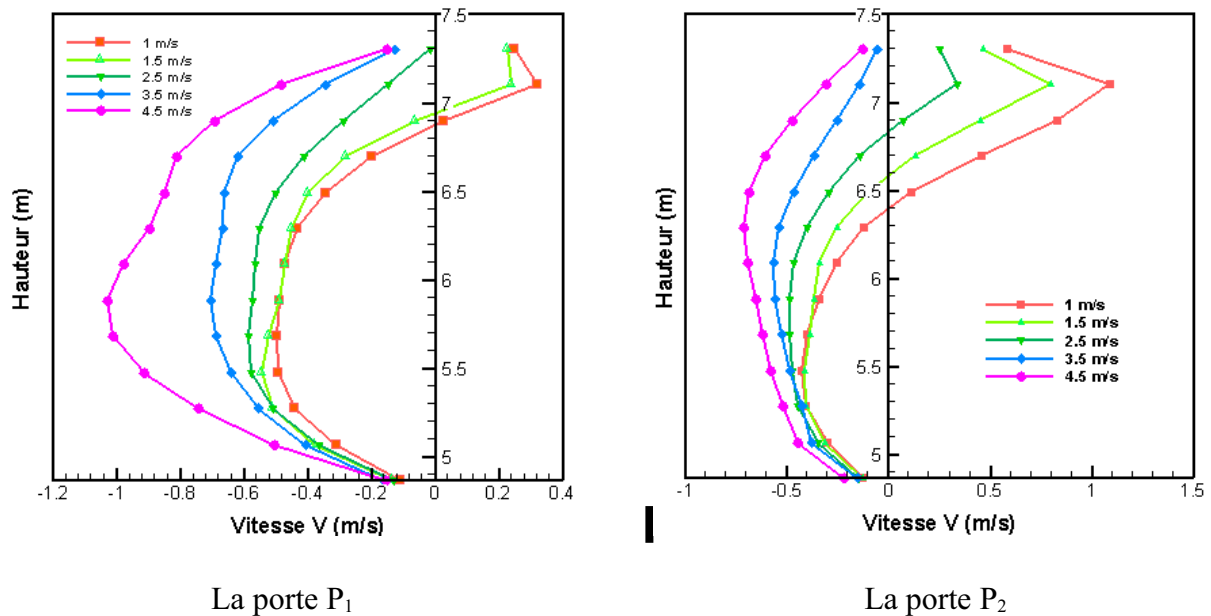 1 m/s
1.5 m/s
2.5 m/s
3.5 m/s
4.5 m/s
7.5
7
6.5
6
5.5
5
Hauteur (m)
-1.2 -1 -0.8 -0.6 -0.4 -0.2 0 0.2 0.4
Vitesse V (m/s)
La porte P₁
7.5
7
6.5
6
5.5
5
Hauteur (m)
1 m/s
1.5 m/s
2.5 m/s
3.5 m/s
4.5 m/s
-1 -0.5 0 0.5 1 1.5
Vitesse V (m/s)
La porte P₂